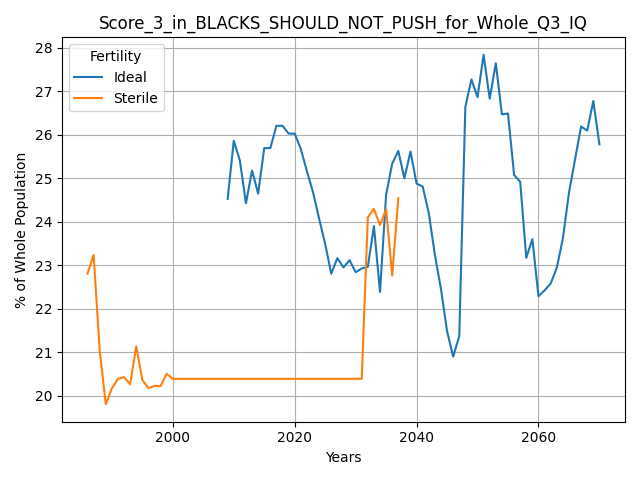 Score_3_in_BLACKS_SHOULD_NOT_PUSH_for_Whole_Q3_IQ
Fertility
Ideal
Sterile
% of Whole Population
28
27
26
25
24
23
22
21
20
2000
2020
2040
2060
Years